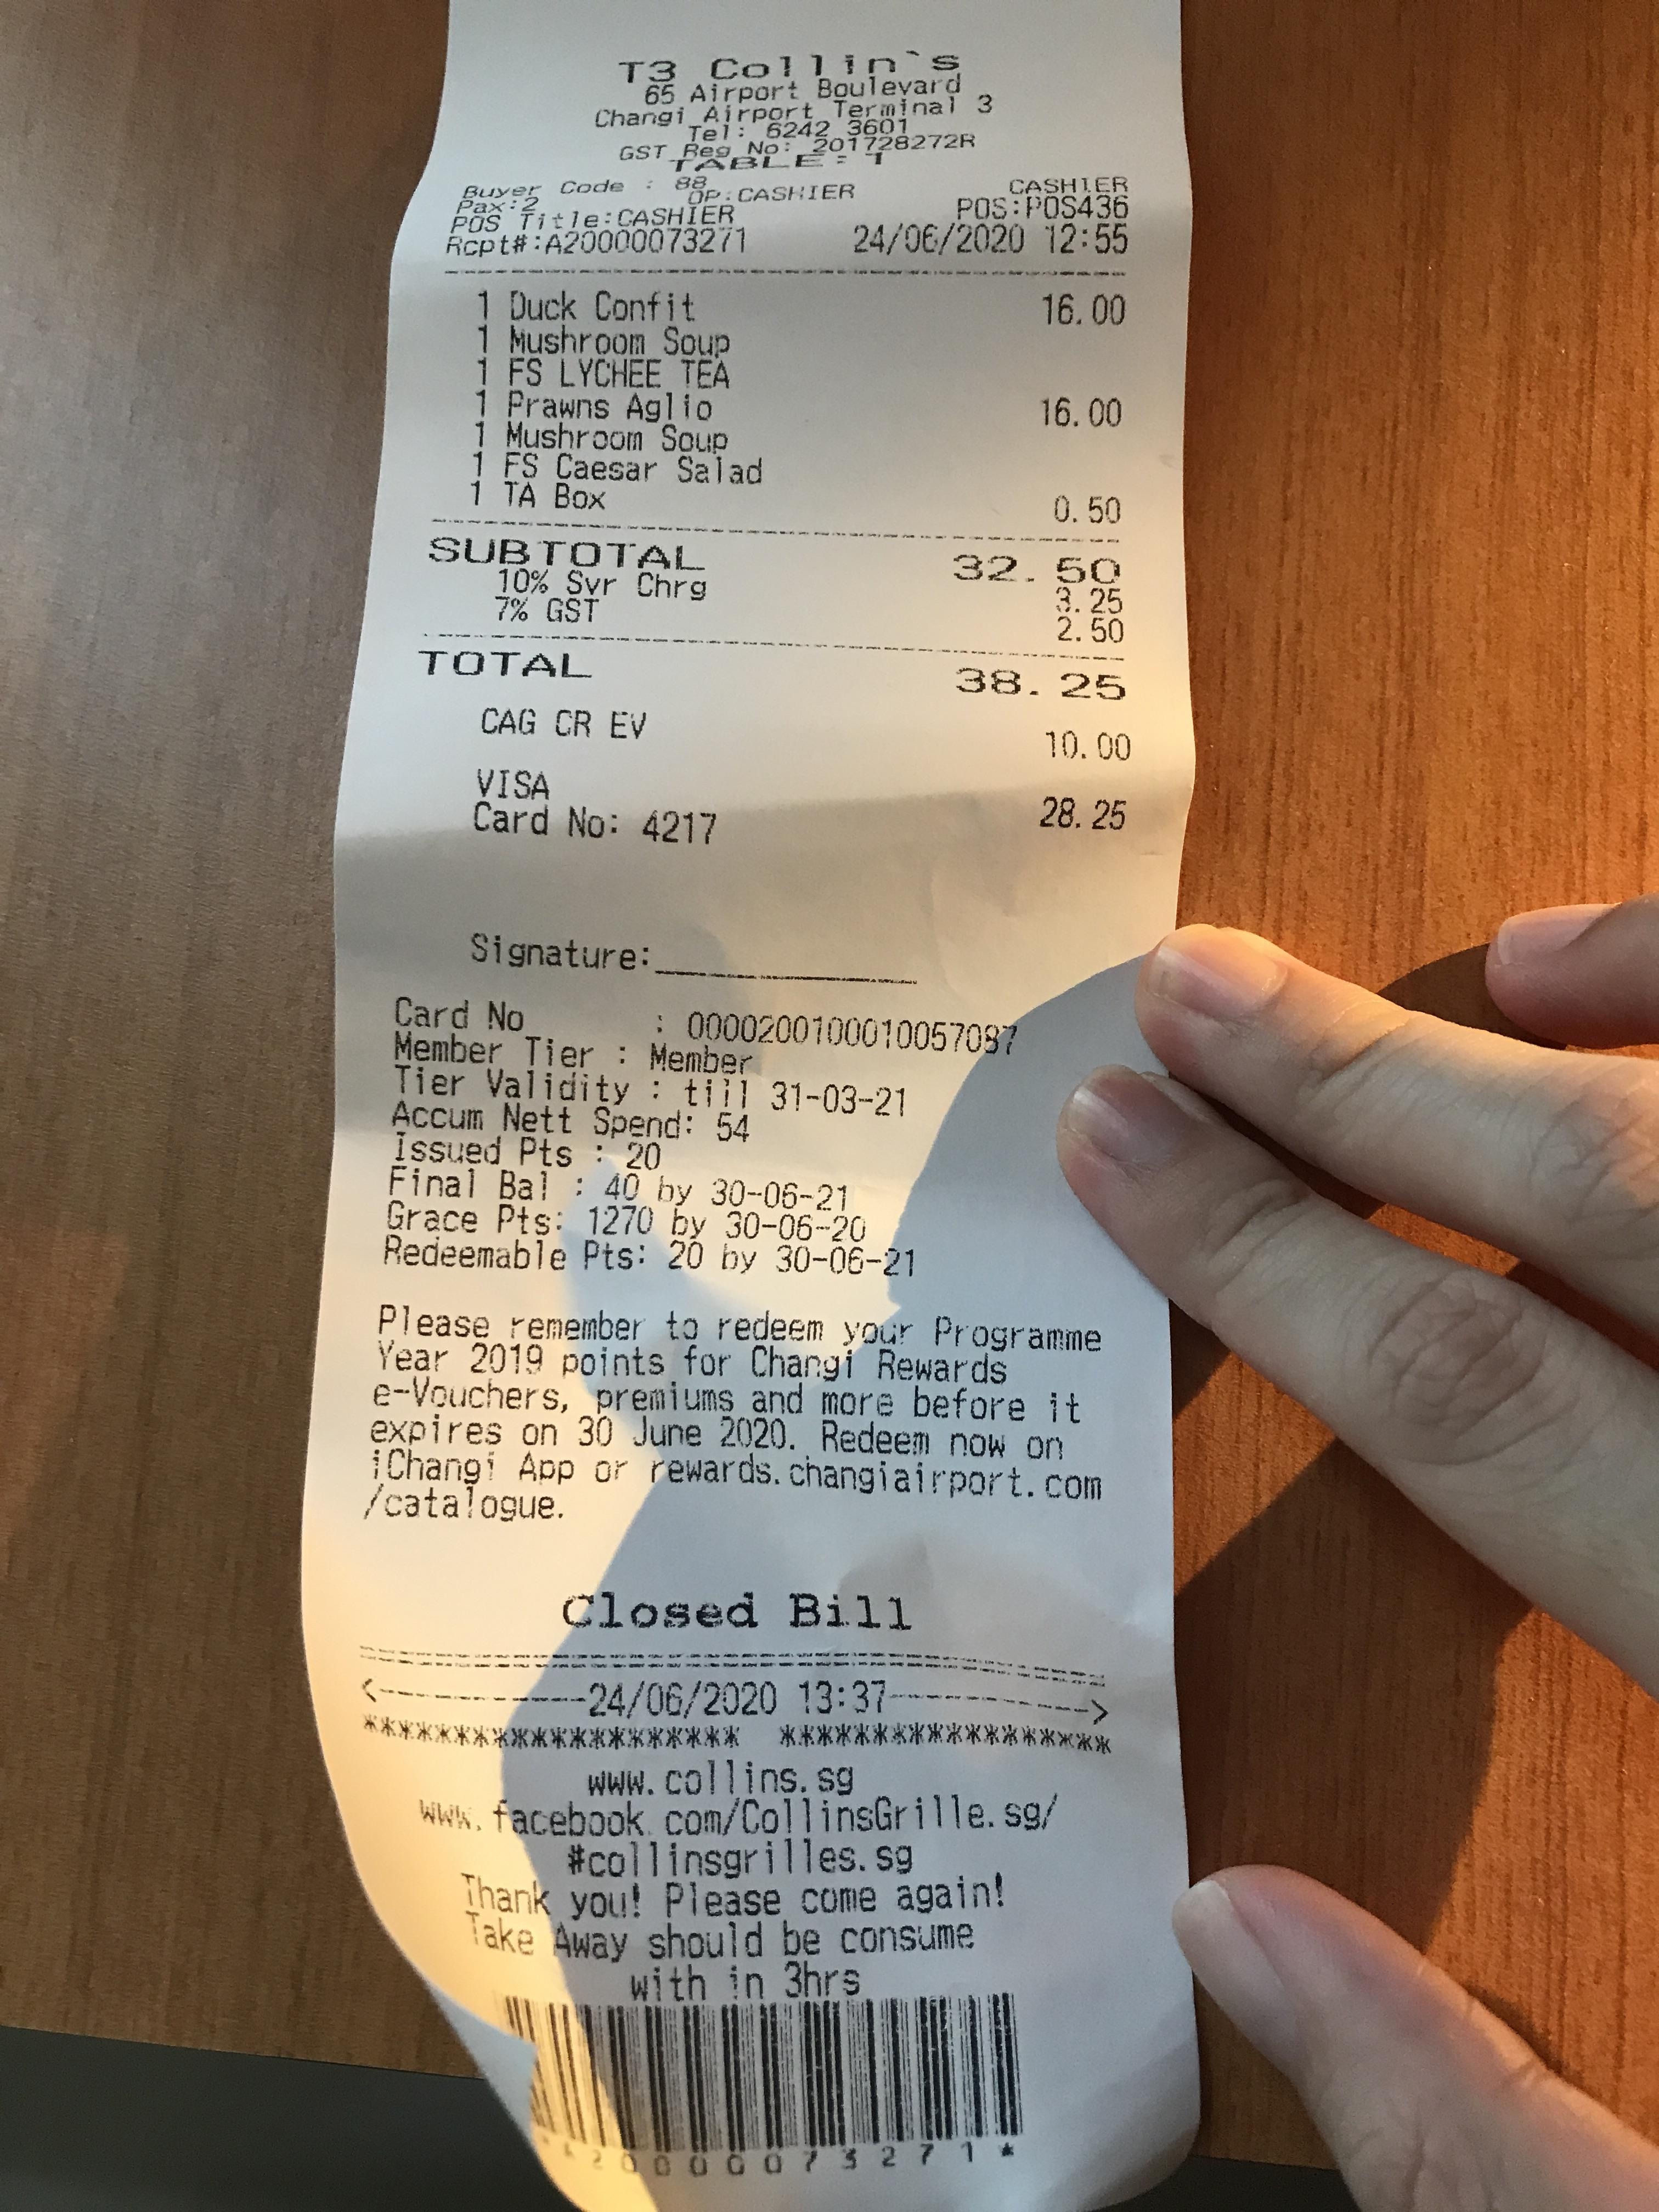 T3 Collin`s
65 Airport Boulevard
Changi Airport Terminal 3
Tel: 6242 3601
GST Reg No: 201728272R
TABLE: 1
Buyer Code : 88 CASHIER
Pax:2 OP:CASHIER POS:POS436
POS Title:CASHIER
Rcpt#:A20000073271 24/06/2020 12:55
1 Duck Confit 16.00
1 Mushroom Soup
1 FS LYCHEE TEA
1 Prawns Aglio 16.00
1 Mushroom Soup
1 FS Caesar Salad
1 TA Box 0.50
SUBTOTAL 32.50
10% Svr Chrg 3.25
7% GST 2.50
TOTAL 38.25
CAG CR EV 10.00
VISA
Card No: 4217 28.25
Signature:
Card No : 0000200100010057087
Member Tier : Member
Tier Validity : till 31-03-21
Accum Nett Spend: 54
Issued Pts : 20
Final Bal : 40 by 30-06-21
Grace Pts: 1270 by 30-06-20
Redeemable Pts: 20 by 30-06-21
Please remember to redeem your Programme
Year 2019 points for Changi Rewards
e-Vouchers, premiums and more before it
expires on 30 June 2020. Redeem now on
iChangi App or rewards.changiairport.com
/catalogue.
Closed Bill
<-----------24/06/2020 13:37----------->
******************** ******************
www.collins.sg
www.facebook.com/CollinsGrille.sg/
#collinsgrilles.sg
Thank you! Please come again!
Take Away should be consume
with in 3hrs
20000073271*